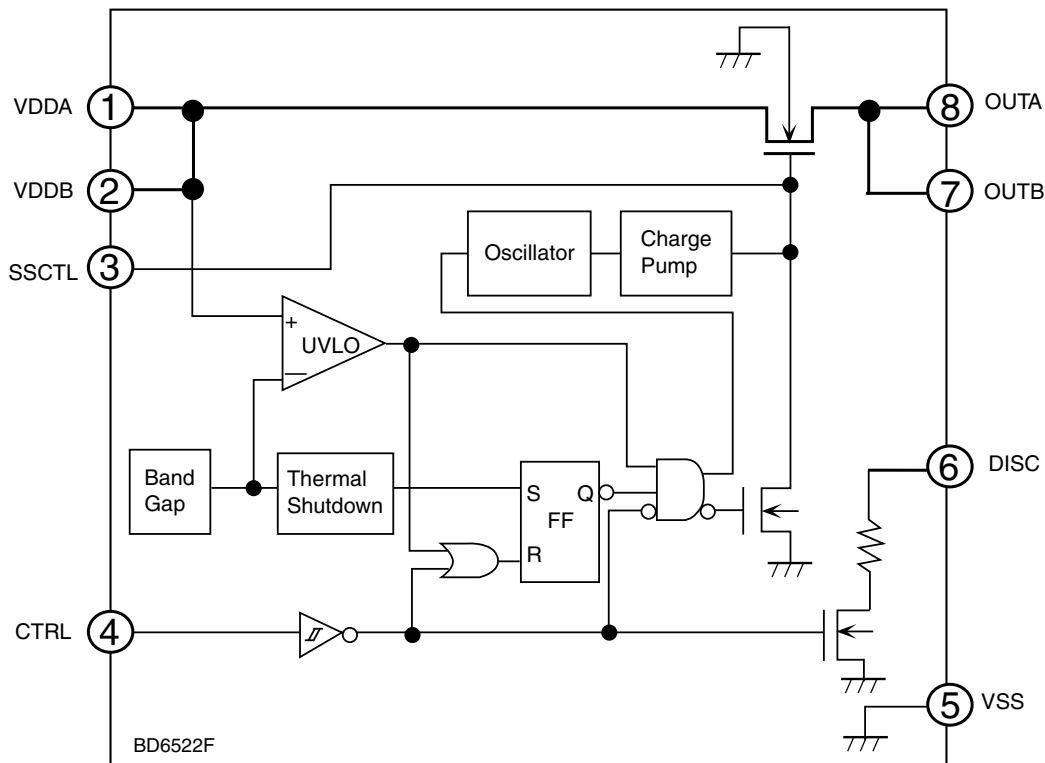 VDDA 1
8 OUTA
VDDB 2
7 OUTB
SSCTL 3
Oscillator
Charge
Pump
+
UVLO
—
Band
Gap
Thermal
Shutdown
S Q
FF
R
6 DISC
CTRL 4
5 VSS
BD6522F